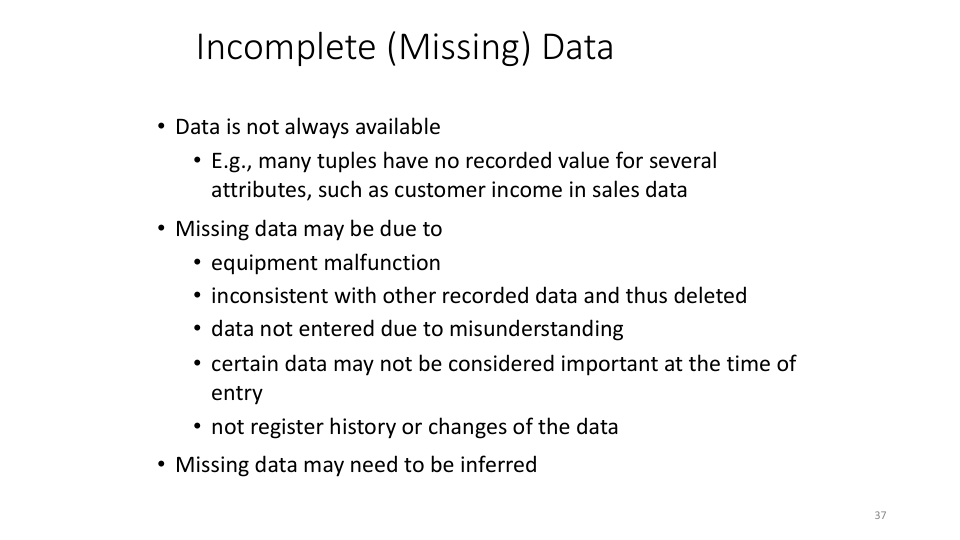 Incomplete (Missing) Data
• Data is not always available
• E.g., many tuples have no recorded value for several
attributes, such as customer income in sales data
• Missing data may be due to
• equipment malfunction
• inconsistent with other recorded data and thus deleted
• data not entered due to misunderstanding
• certain data may not be considered important at the time of
entry
• not register history or changes of the data
• Missing data may need to be inferred
37